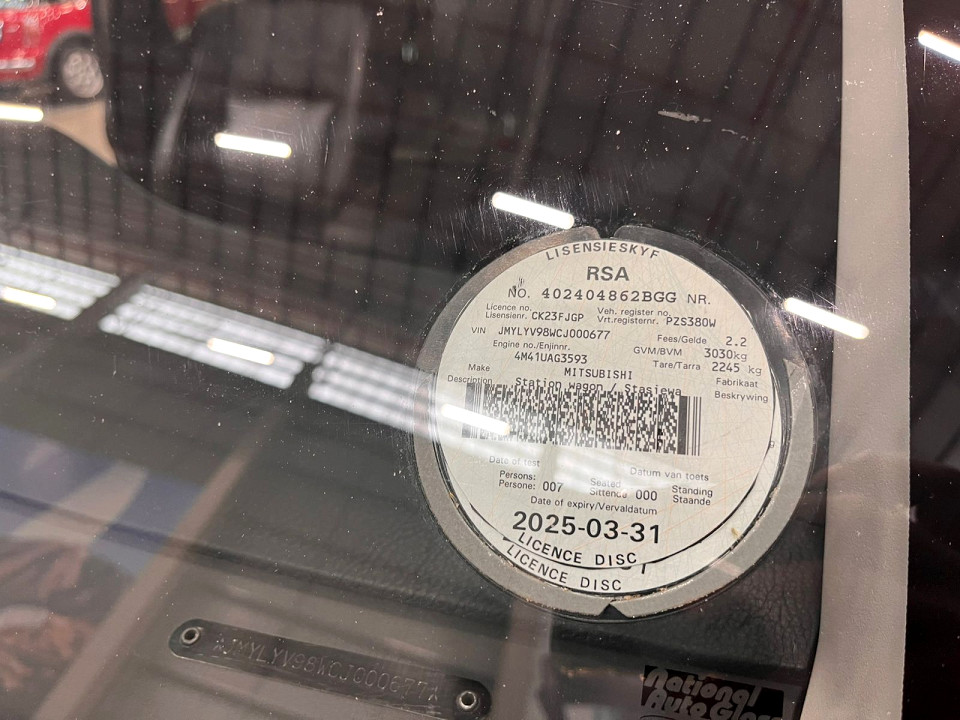 LISENSIESKYF
RSA
NO. 402404862BGG NR.
Licence no. Veh. register no.
Lisensienr. CK23FJGP Vrt.registernr. PZS380W
VIN JMYLYV98WCJ000677 Fees/Gelde 2.2
Engine no./Enjinnr. GVM/BVM 3030kg
4M41UAG3593 Tare/Tarra 2245 kg
Make MITSUBISHI Fabrikaat
Description Station wagon / Stasiewa Beskrywing
Date of test Datum van toets
Persons: Seated Standing
Persone: 007 Sittende 000 Staande
Date of expiry/Vervaldatum
2025-03-31
LICENCE DISC
LICENCE DISC
JMYLYV98WCJ000677
National
Auto Glass